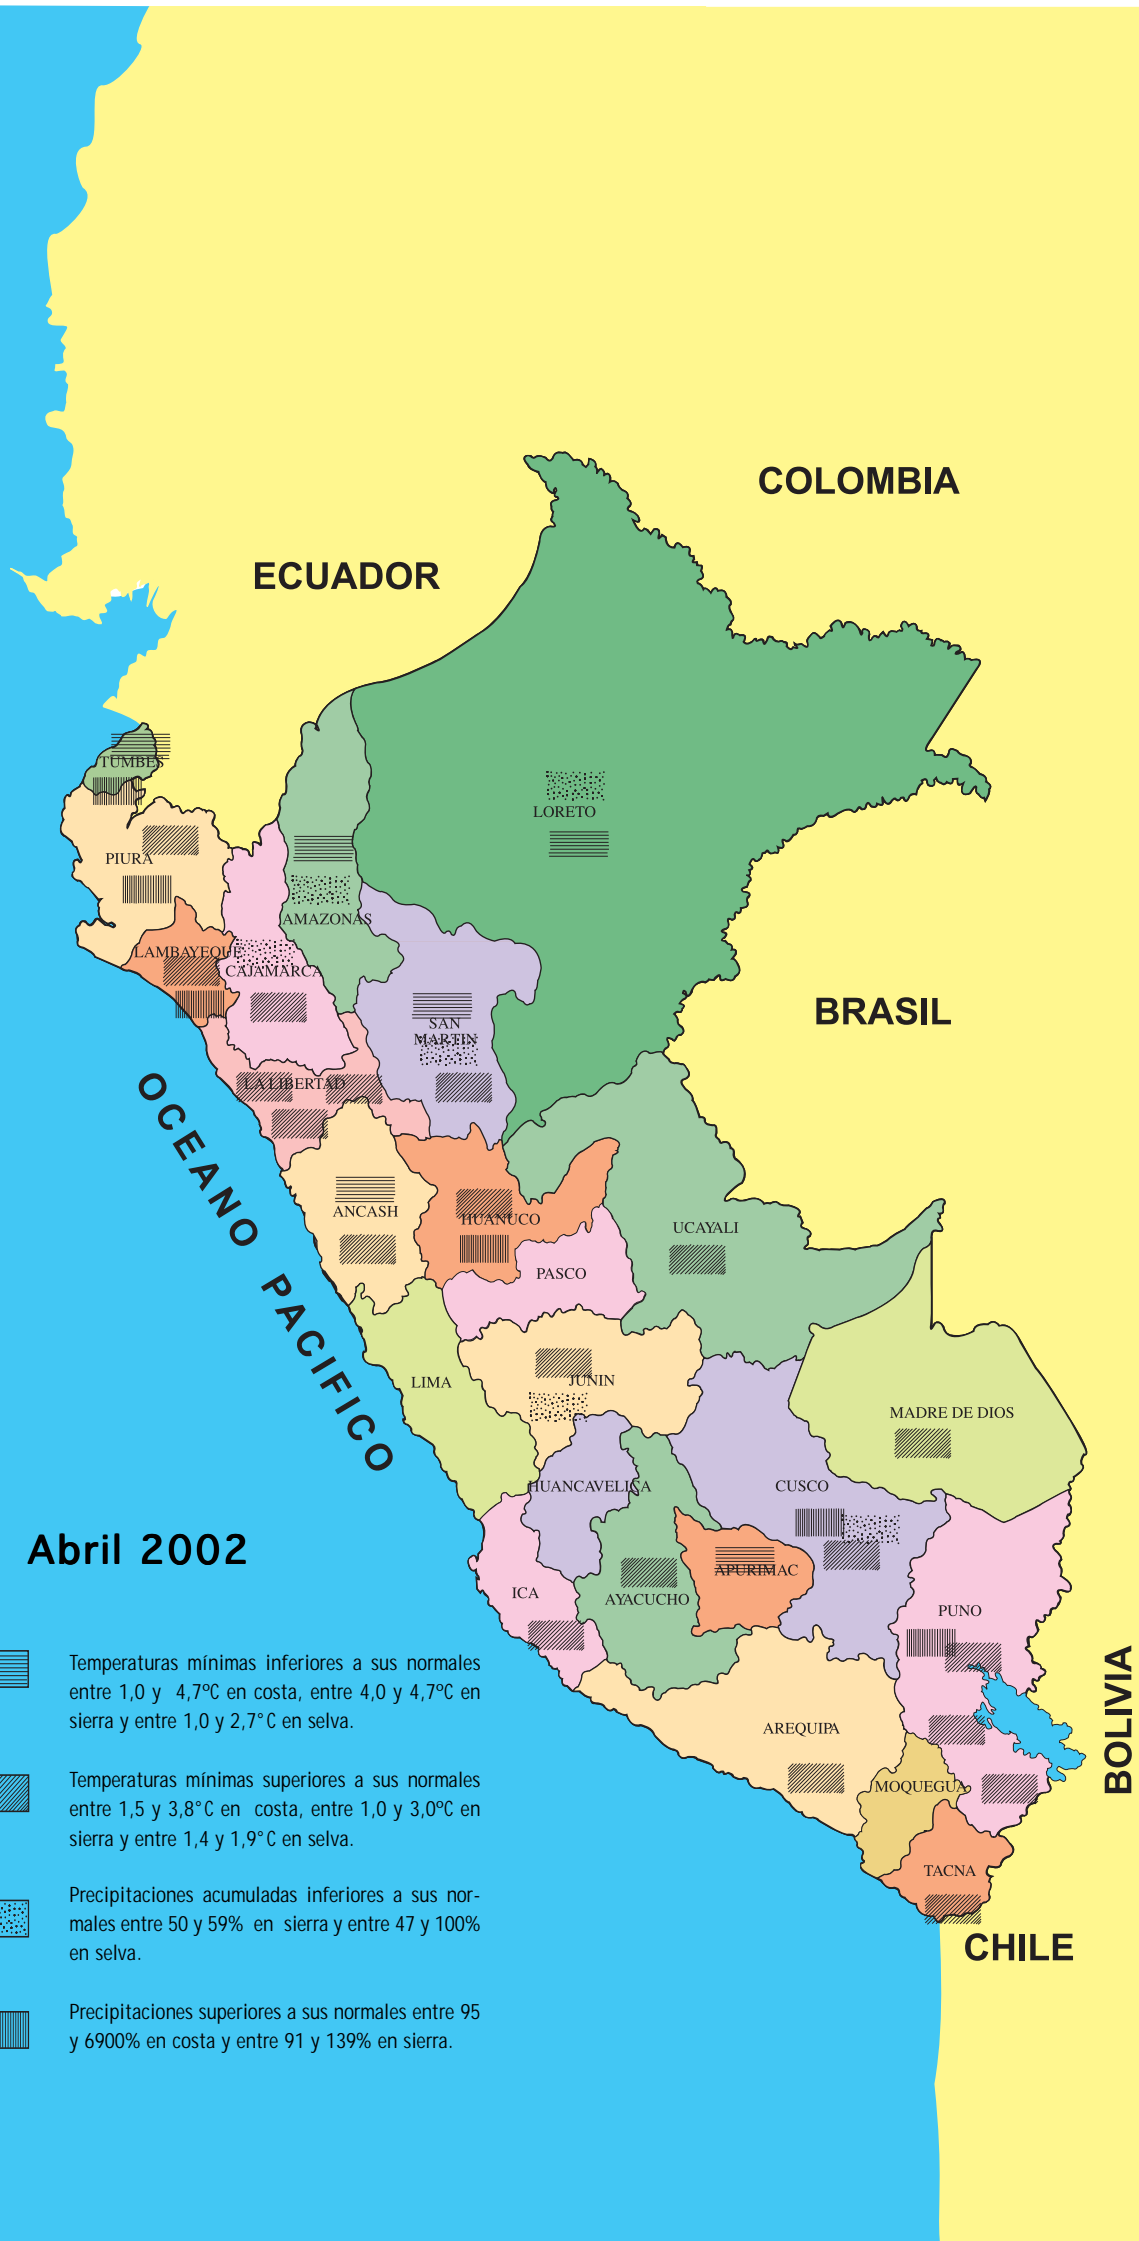 COLOMBIA
ECUADOR
TUMBES
LORETO
PIURA
AMAZONAS
LAMBAYEQUE
CAJAMARCA
BRASIL
SAN
MARTIN
LA LIBERTAD
OCEANO PACIFICO
ANCASH
HUANUCO
UCAYALI
PASCO
LIMA
JUNIN
MADRE DE DIOS
HUANCAVELICA
CUSCO
Abril 2002
APURIMAC
ICA
AYACUCHO
PUNO
BOLIVIA
AREQUIPA
MOQUEGUA
TACNA
CHILE
Temperaturas mínimas inferiores a sus normales
entre 1,0 y 4,7ºC en costa, entre 4,0 y 4,7ºC en
sierra y entre 1,0 y 2,7°C en selva.
Temperaturas mínimas superiores a sus normales
entre 1,5 y 3,8°C en costa, entre 1,0 y 3,0ºC en
sierra y entre 1,4 y 1,9°C en selva.
Precipitaciones acumuladas inferiores a sus nor-
males entre 50 y 59% en sierra y entre 47 y 100%
en selva.
Precipitaciones superiores a sus normales entre 95
y 6900% en costa y entre 91 y 139% en sierra.